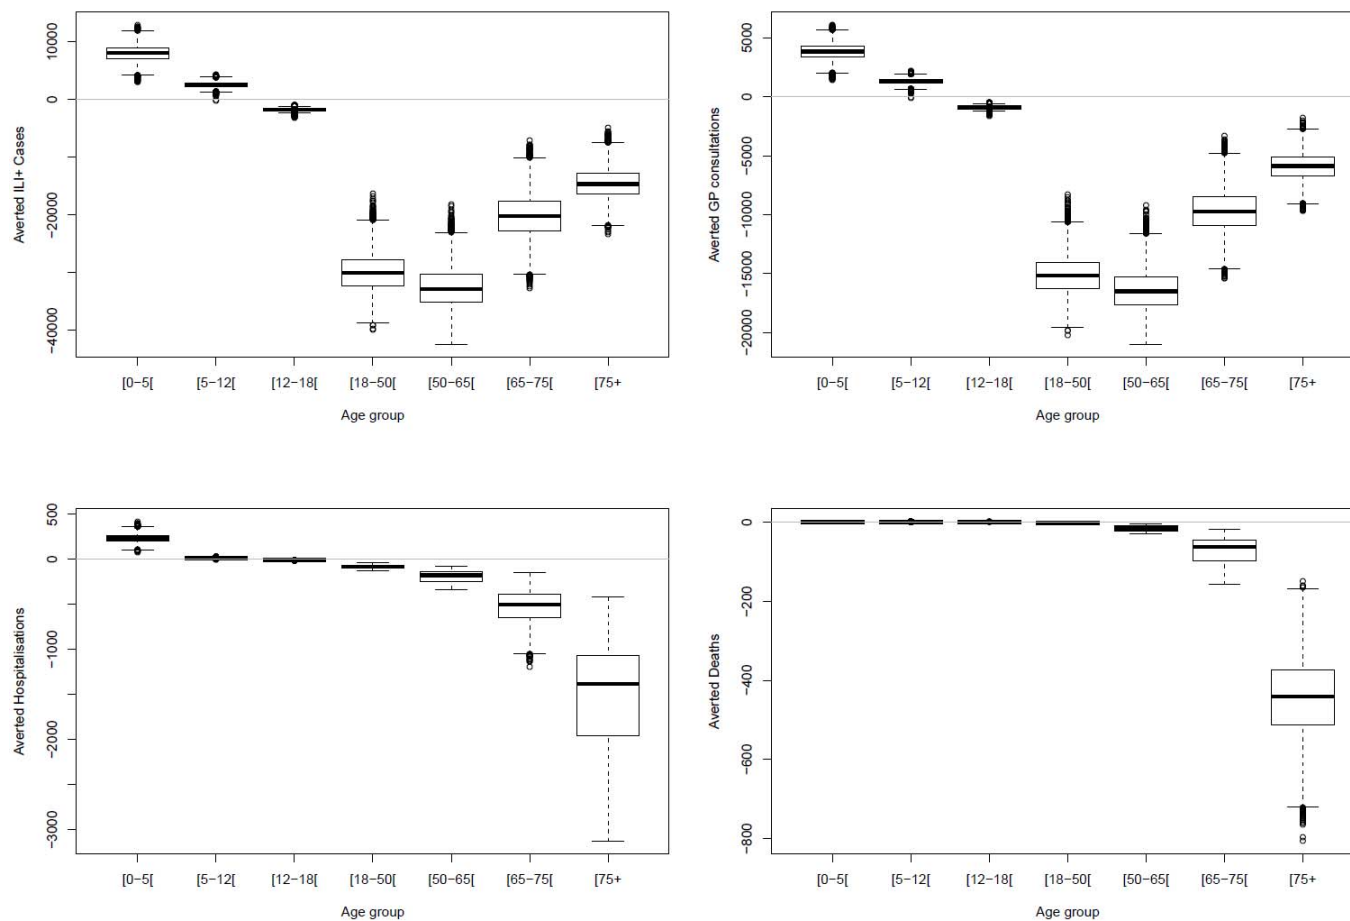 Averted ILI+ Cases
10000
0
−20000
−40000
[0−5[ [5−12[ [12−18[ [18−50[ [50−65[ [65−75[ [75+
Age group
Averted GP consultations
5000
0
−5000
−10000
−15000
−20000
[0−5[ [5−12[ [12−18[ [18−50[ [50−65[ [65−75[ [75+
Age group
Averted Hospitalisations
500
0
−1000
−2000
−3000
[0−5[ [5−12[ [12−18[ [18−50[ [50−65[ [65−75[ [75+
Age group
Averted Deaths
0
−200
−400
−600
−800
[0−5[ [5−12[ [12−18[ [18−50[ [50−65[ [65−75[ [75+
Age group